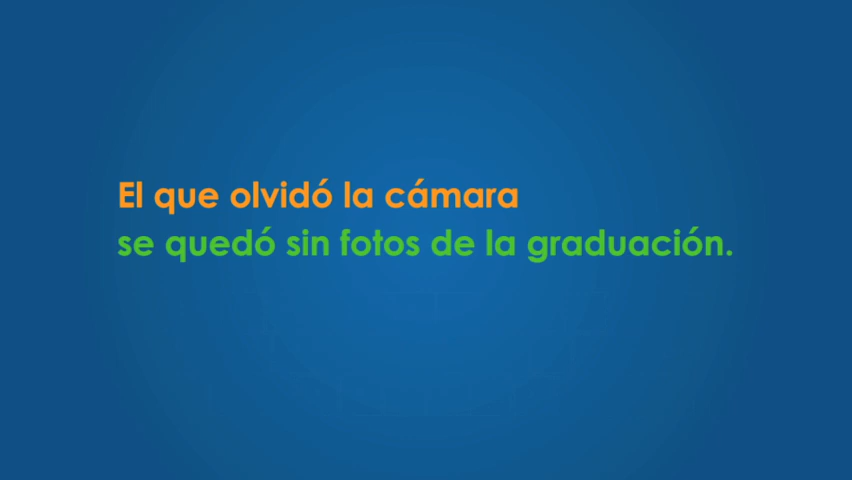 El que olvidó la cámara
se quedó sin fotos de la graduación.